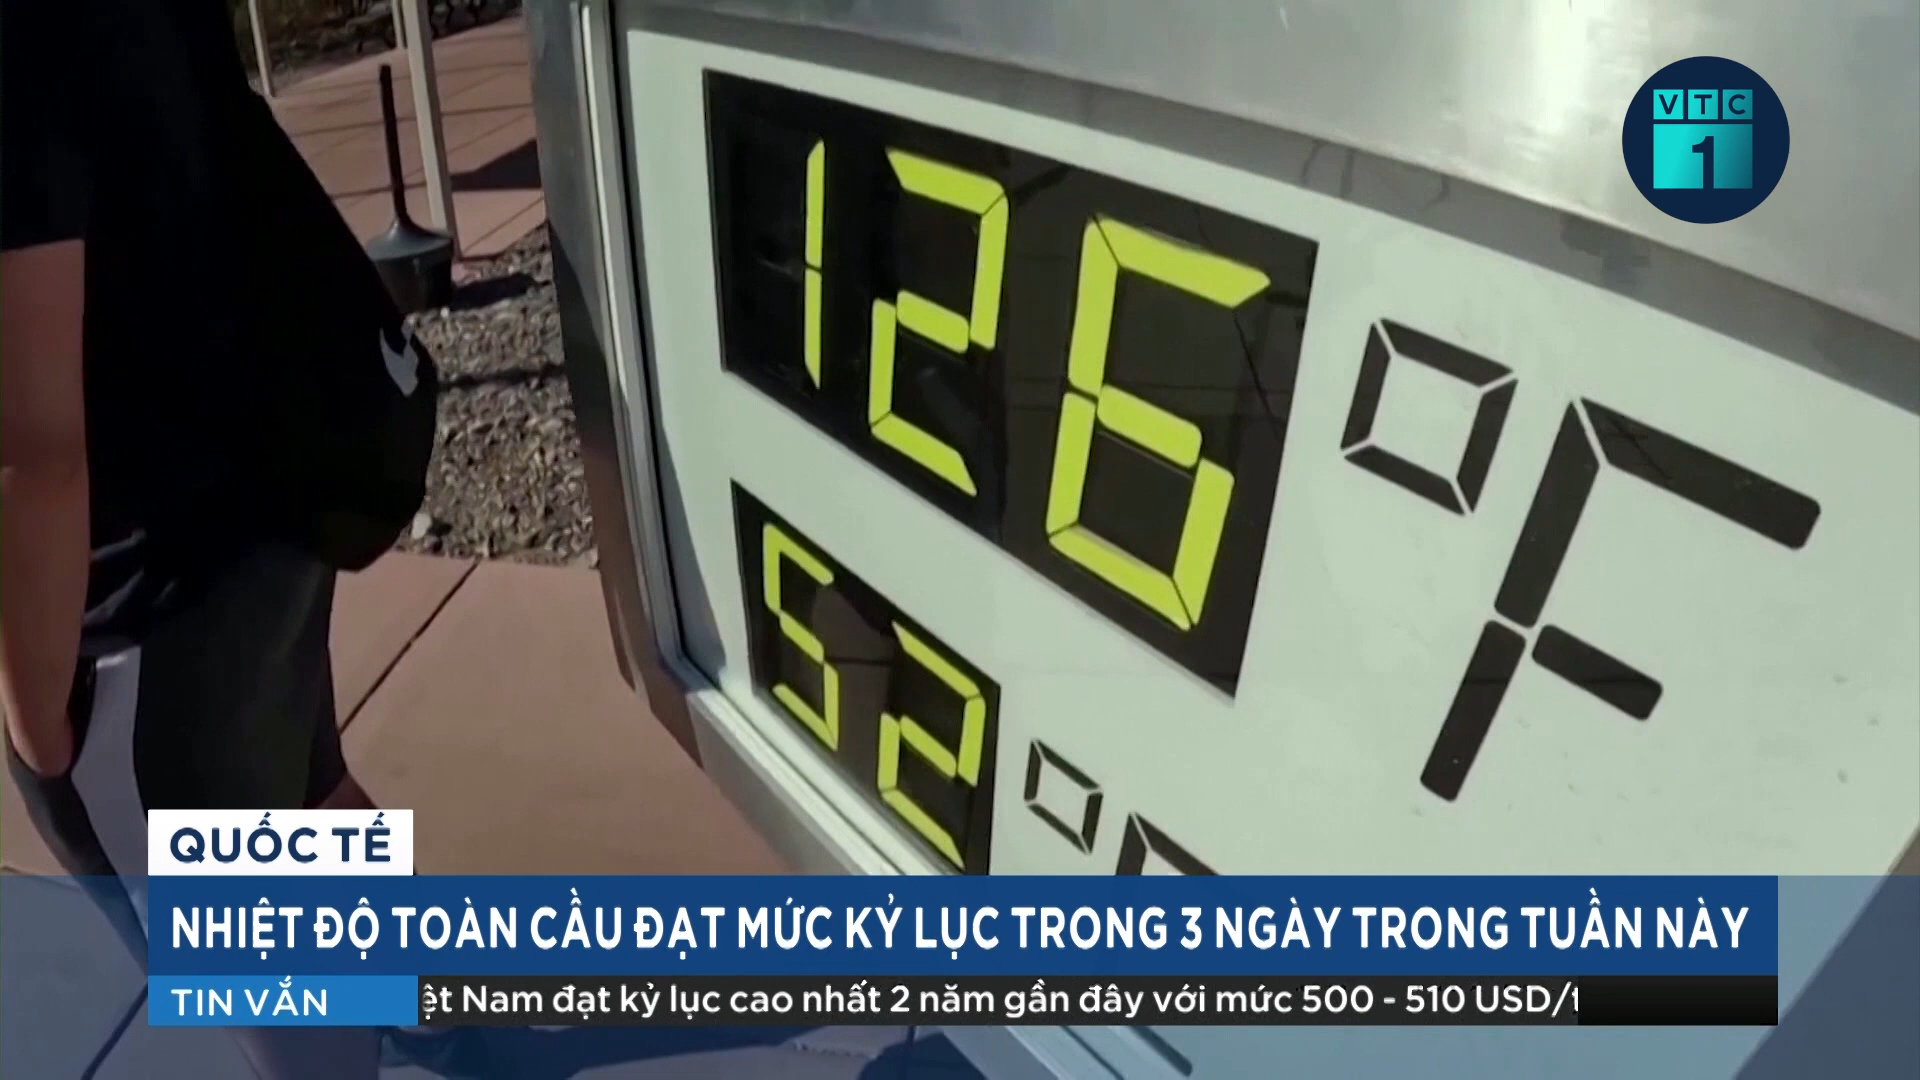 VTC
1
126 °F
52 °
QUỐC TẾ
NHIỆT ĐỘ TOÀN CẦU ĐẠT MỨC KỶ LỤC TRONG 3 NGÀY TRONG TUẦN NÀY
TIN VẮN
ệt Nam đạt kỷ lục cao nhất 2 năm gần đây với mức 500 - 510 USD/